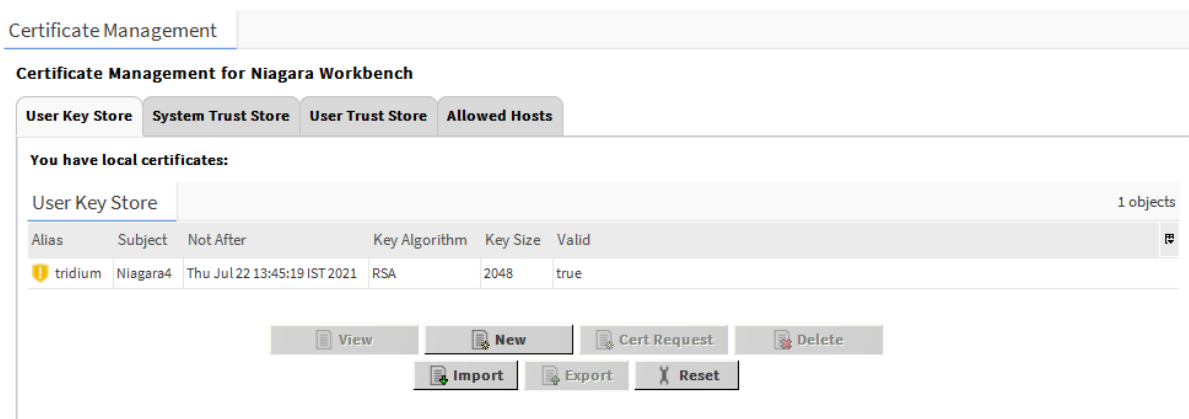 Certificate Management
Certificate Management for Niagara Workbench
User Key Store System Trust Store User Trust Store Allowed Hosts
You have local certificates:
User Key Store 1 objects
Alias Subject Not After Key Algorithm Key Size Valid
tridium Niagara4 Thu Jul 22 13:45:19 IST 2021 RSA 2048 true
View New Cert Request Delete
Import Export Reset